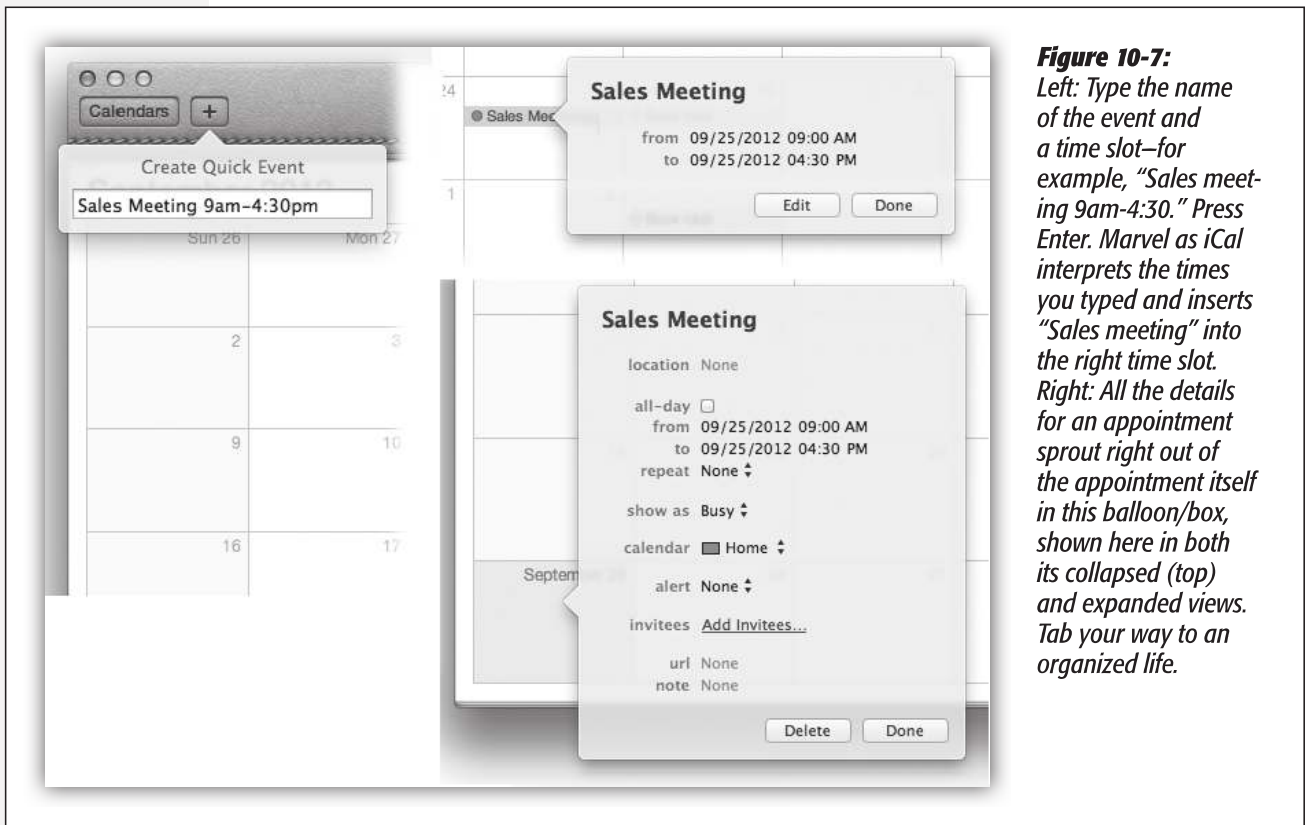 Calendars +
Create Quick Event
Sales Meeting 9am-4:30pm
Sun 26 Mon 27
2 3
9 10
16 17
24
Sales Mee
1
Sales Meeting
from 09/25/2012 09:00 AM
to 09/25/2012 04:30 PM
Edit Done
Sales Meeting
location None
all-day
from 09/25/2012 09:00 AM
to 09/25/2012 04:30 PM
repeat None
show as Busy
calendar Home
alert None
invitees Add Invitees...
url None
note None
Delete Done
Figure 10-7:
Left: Type the name
of the event and
a time slot—for
example, “Sales meet-
ing 9am-4:30.” Press
Enter. Marvel as iCal
interprets the times
you typed and inserts
“Sales meeting” into
the right time slot.
Right: All the details
for an appointment
sprout right out of
the appointment itself
in this balloon/box,
shown here in both
its collapsed (top)
and expanded views.
Tab your way to an
organized life.